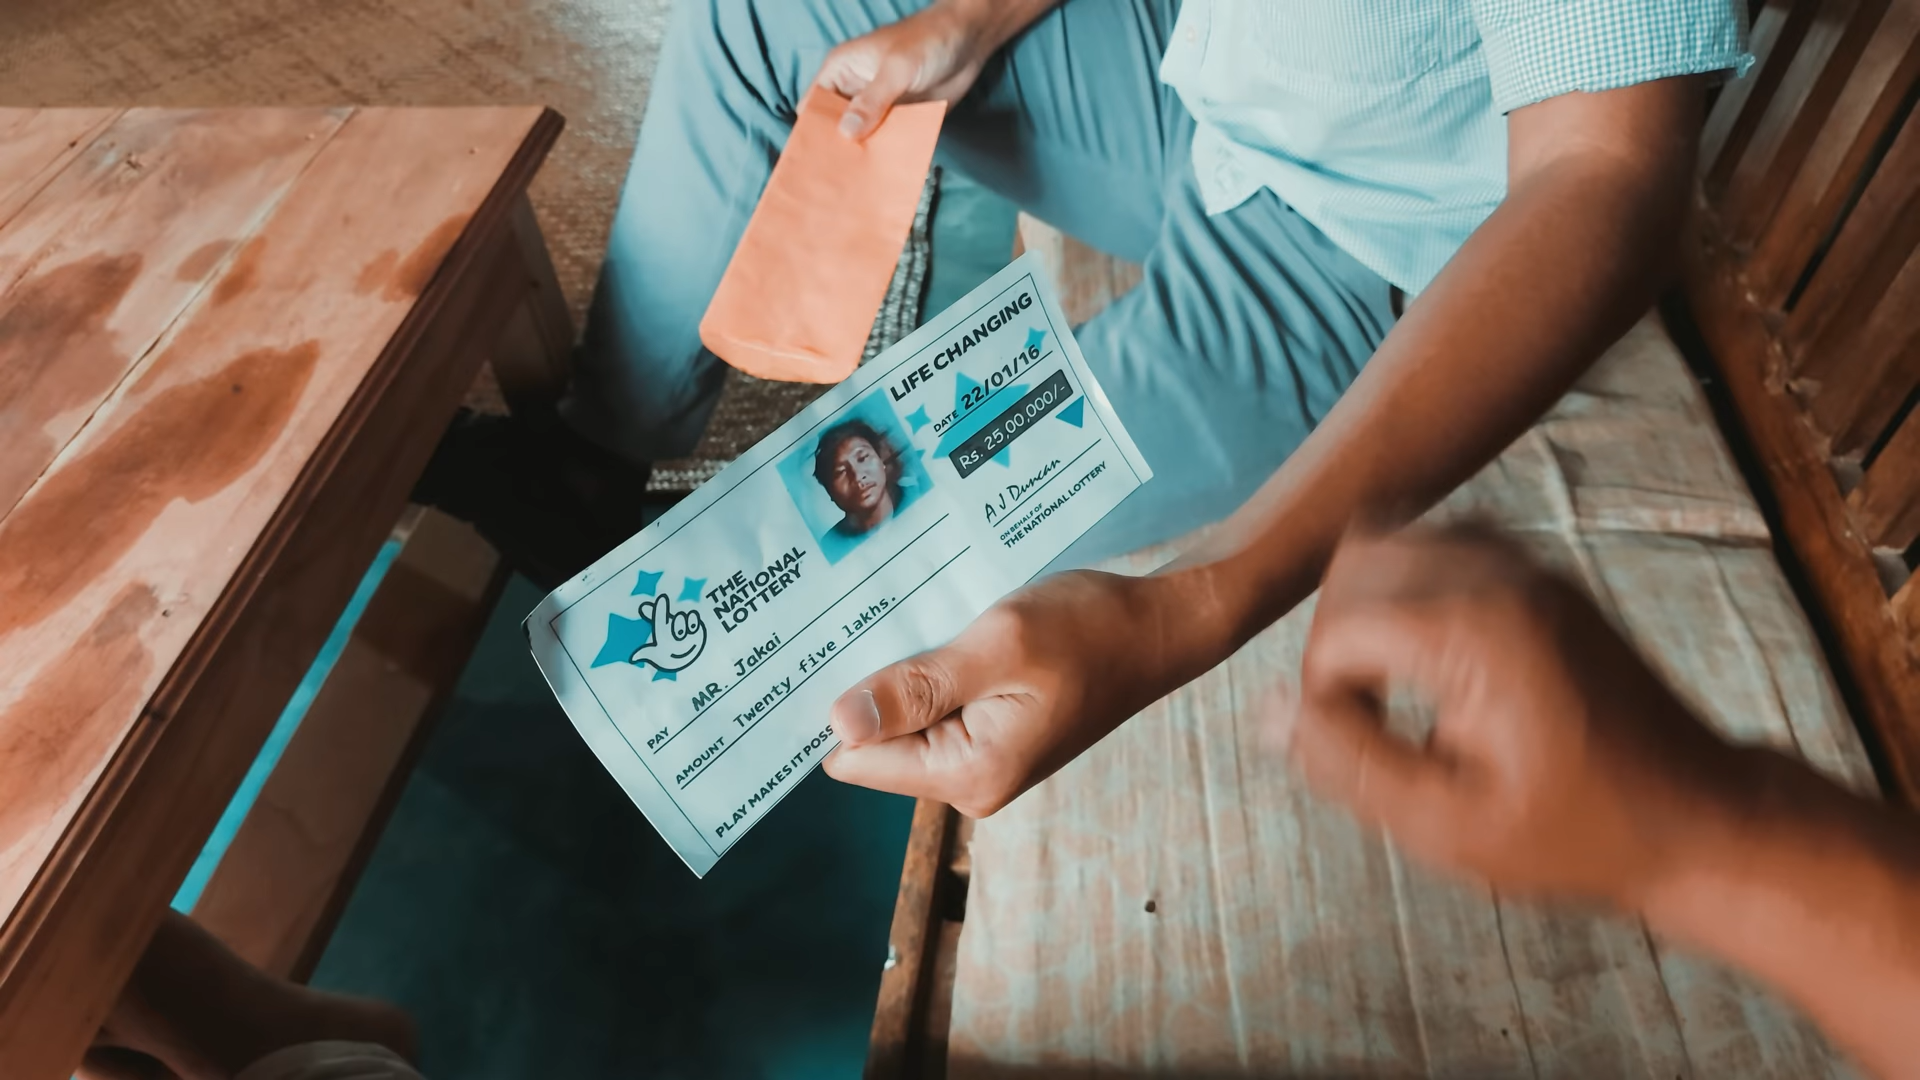 LIFE CHANGING
DATE 22/01/16
Rs. 25,00,000/-
A J Duncan
ON BEHALF OF
THE NATIONAL LOTTERY
THE
NATIONAL
LOTTERY
PAY MR. Jakai
AMOUNT Twenty five lakhs.
PLAY MAKES IT POSS